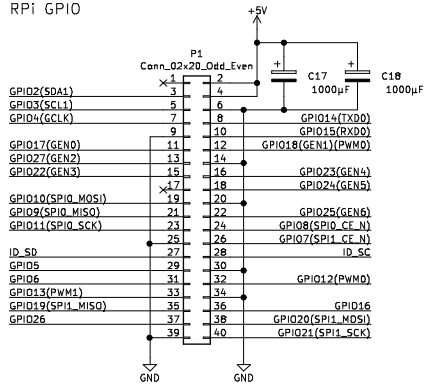 RPi GPIO
+5V
P1
Conn_02x20_Odd_Even
C17
1000µF
C18
1000µF
1 2
GPIO2(SDA1) 3 4
GPIO3(SCL1) 5 6
GPIO4(GCLK) 7 8 GPIO14(TXD0)
9 10 GPIO15(RXD0)
GPIO17(GEN0) 11 12 GPIO18(GEN1)(PWM0)
GPIO27(GEN2) 13 14
GPIO22(GEN3) 15 16 GPIO23(GEN4)
17 18 GPIO24(GEN5)
GPIO10(SPI0_MOSI) 19 20
GPIO9(SPI0_MISO) 21 22 GPIO25(GEN6)
GPIO11(SPI0_SCK) 23 24 GPIO8(SPI0_CE_N)
25 26 GPIO7(SPI1_CE_N)
ID_SD 27 28 ID_SC
GPIO5 29 30
GPIO6 31 32 GPIO12(PWM0)
GPIO13(PWM1) 33 34
GPIO19(SPI1_MISO) 35 36 GPIO16
GPIO26 37 38 GPIO20(SPI1_MOSI)
39 40 GPIO21(SPI1_SCK)
GND GND